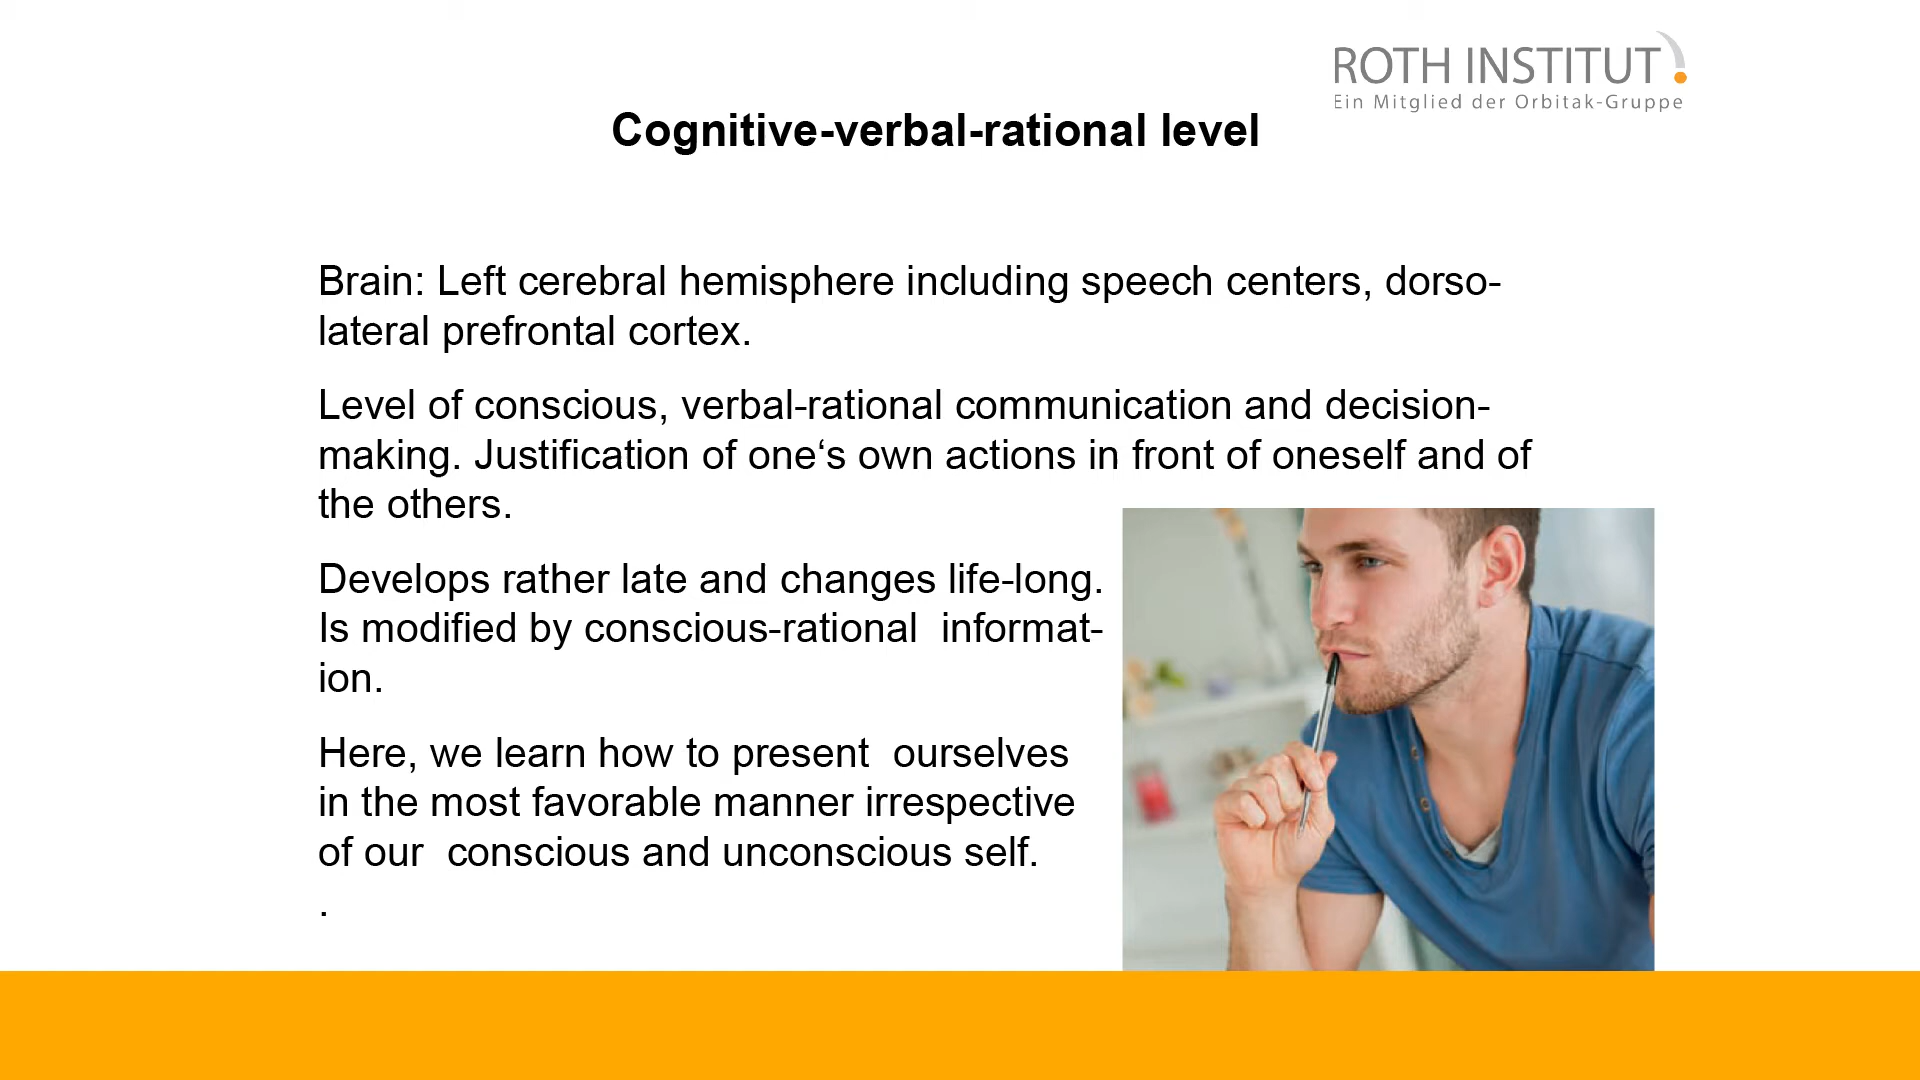 ROTH INSTITUT
Ein Mitglied der Orbitak-Gruppe
Cognitive-verbal-rational level
Brain: Left cerebral hemisphere including speech centers, dorso-
lateral prefrontal cortex.
Level of conscious, verbal-rational communication and decision-
making. Justification of one‘s own actions in front of oneself and of
the others.
Develops rather late and changes life-long.
Is modified by conscious-rational  informat-
ion.
Here, we learn how to present  ourselves
in the most favorable manner irrespective
of our  conscious and unconscious self.
.